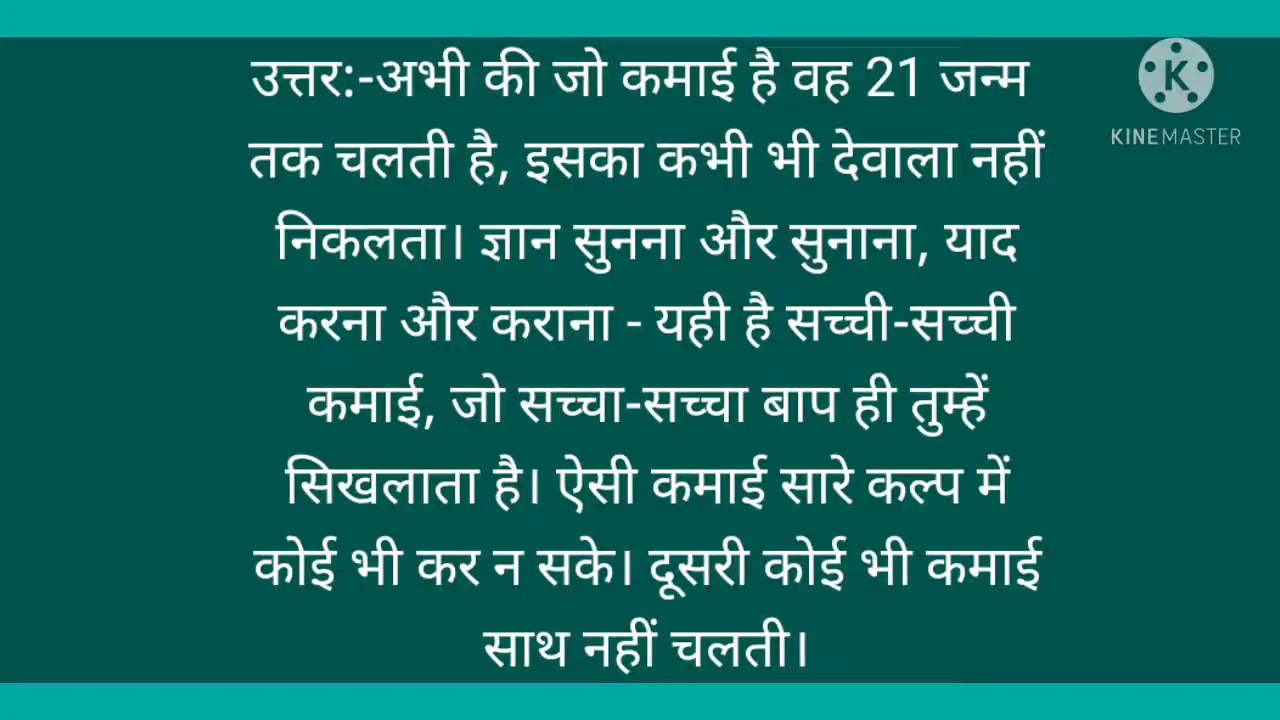 उत्तर:-अभी की जो कमाई है वह 21 जन्म
तक चलती है, इसका कभी भी देवाला नहीं
निकलता। ज्ञान सुनना और सुनाना, याद
करना और कराना - यही है सच्ची-सच्ची
कमाई, जो सच्चा-सच्चा बाप ही तुम्हें
सिखलाता है। ऐसी कमाई सारे कल्प में
कोई भी कर न सके। दूसरी कोई भी कमाई
साथ नहीं चलती।
K
KINEMASTER